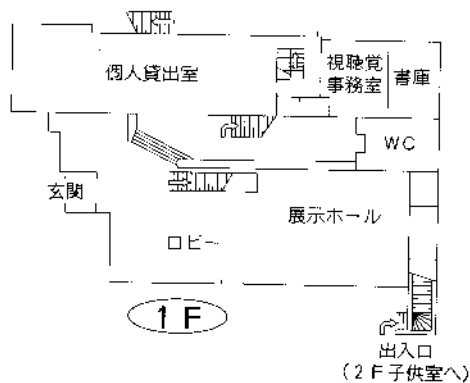 個人貸出室
視聴覚
事務室
書庫
WC
玄関
展示ホール
ロビー
1F
出入口
(2F子供室へ)